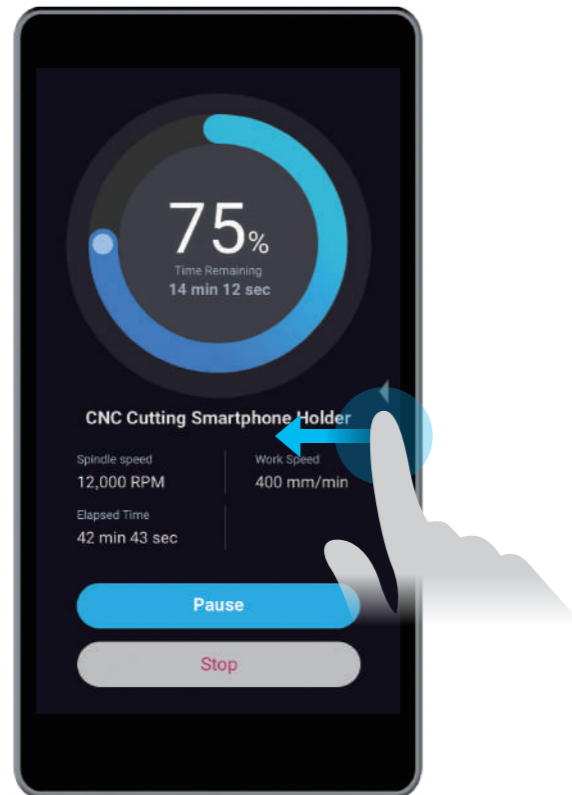 75%
Time Remaining
14 min 12 sec
CNC Cutting Smartphone Holder
Spindle speed
12,000 RPM
Work Speed
400 mm/min
Elapsed Time
42 min 43 sec
Pause
Stop